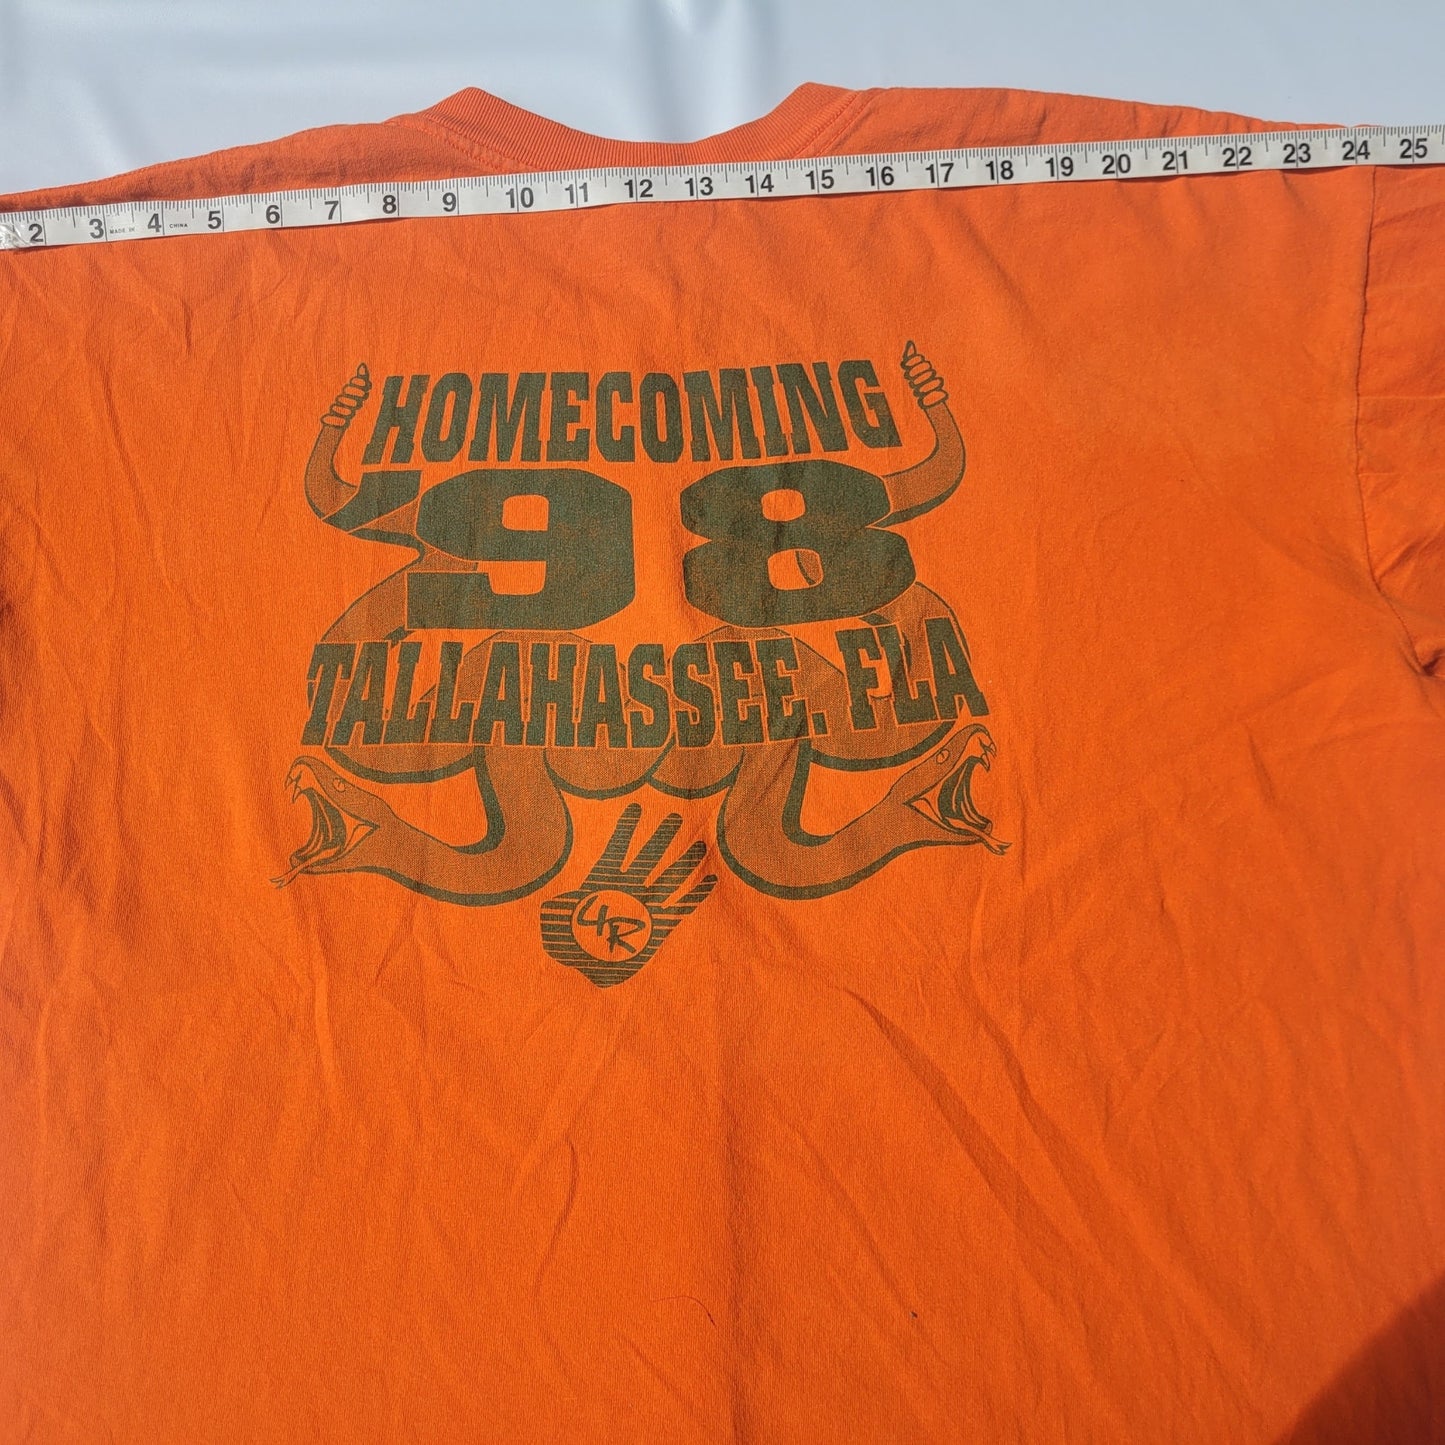 2 3 MADE IN 4 CHINA 5 6 7 8 9 10 11 12 13 14 15 16 17 18 19 20 21 22 23 24 25
HOMECOMING
'98
TALLAHASSEE, FLA
4R